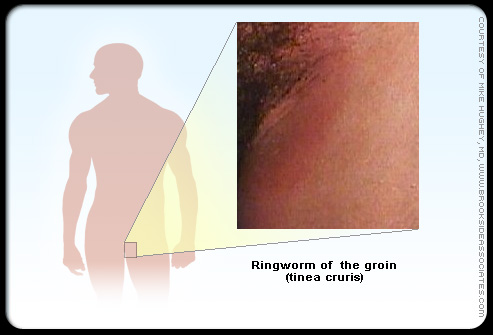 Ringworm of the groin
(tinea cruris)
COURTESY OF MIKE HUGHEY, MD, WWW.BROOKSIDEASSOCIATES.COM